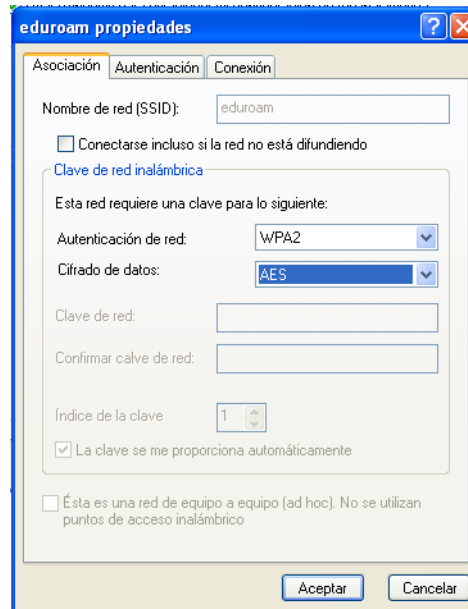 eduroam propiedades
Asociación Autenticación Conexión
Nombre de red (SSID): eduroam
Conectarse incluso si la red no está difundiendo
Clave de red inalámbrica
Esta red requiere una clave para lo siguiente:
Autenticación de red: WPA2
Cifrado de datos: AES
Clave de red:
Confirmar calve de red:
Índice de la clave 1
La clave se me proporciona automáticamente
Ésta es una red de equipo a equipo (ad hoc). No se utilizan
puntos de acceso inalámbrico
Aceptar Cancelar